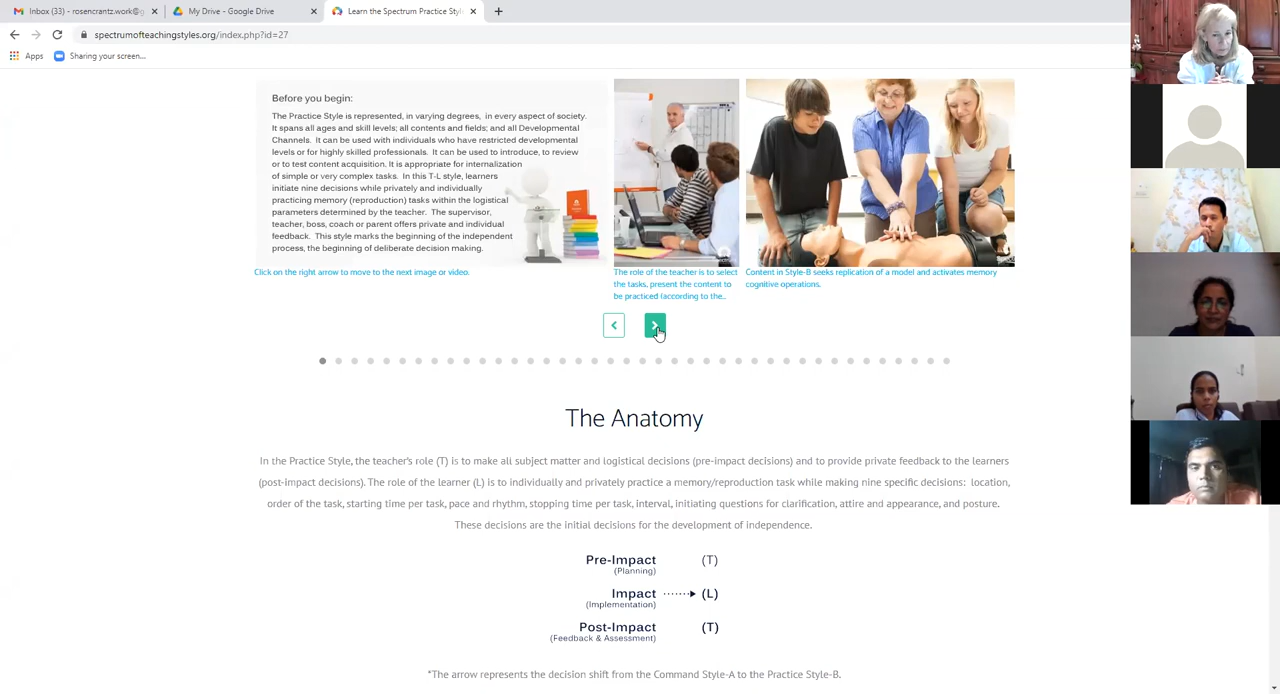 Inbox (33) - rosencrantz.work@g
My Drive - Google Drive
Learn the Spectrum Practice Styl
spectrumofteachingstyles.org/index.php?id=27
Apps
Sharing your screen...
Before you begin:
The Practice Style is represented, in varying degrees, in every aspect of society.
It spans all ages and skill levels; all contents and fields; and all Developmental
Channels. It can be used with individuals who have restricted developmental
levels or for highly skilled professionals. It can be used to introduce, to review
or to test content acquisition. It is appropriate for internalization
of simple or very complex tasks. In this T-L style, learners
initiate nine decisions while privately and individually
practicing memory (reproduction) tasks within the logistical
parameters determined by the teacher. The supervisor,
teacher, boss, coach or parent offers private and individual
feedback. This style marks the beginning of the independent
process, the beginning of deliberate decision making.
Click on the right arrow to move to the next image or video.
The role of the teacher is to select
the tasks, present the content to
be practiced (according to the..
Content in Style-B seeks replication of a model and activates memory
cognitive operations.
The Anatomy
In the Practice Style, the teacher's role (T) is to make all subject matter and logistical decisions (pre-impact decisions) and to provide private feedback to the learners
(post-impact decisions). The role of the learner (L) is to individually and privately practice a memory/reproduction task while making nine specific decisions: location,
order of the task, starting time per task, pace and rhythm, stopping time per task, interval, initiating questions for clarification, attire and appearance, and posture.
These decisions are the initial decisions for the development of independence.
Pre-Impact (T)
(Planning)
Impact (L)
(Implementation)
Post-Impact (T)
(Feedback & Assessment)
*The arrow represents the decision shift from the Command Style-A to the Practice Style-B.